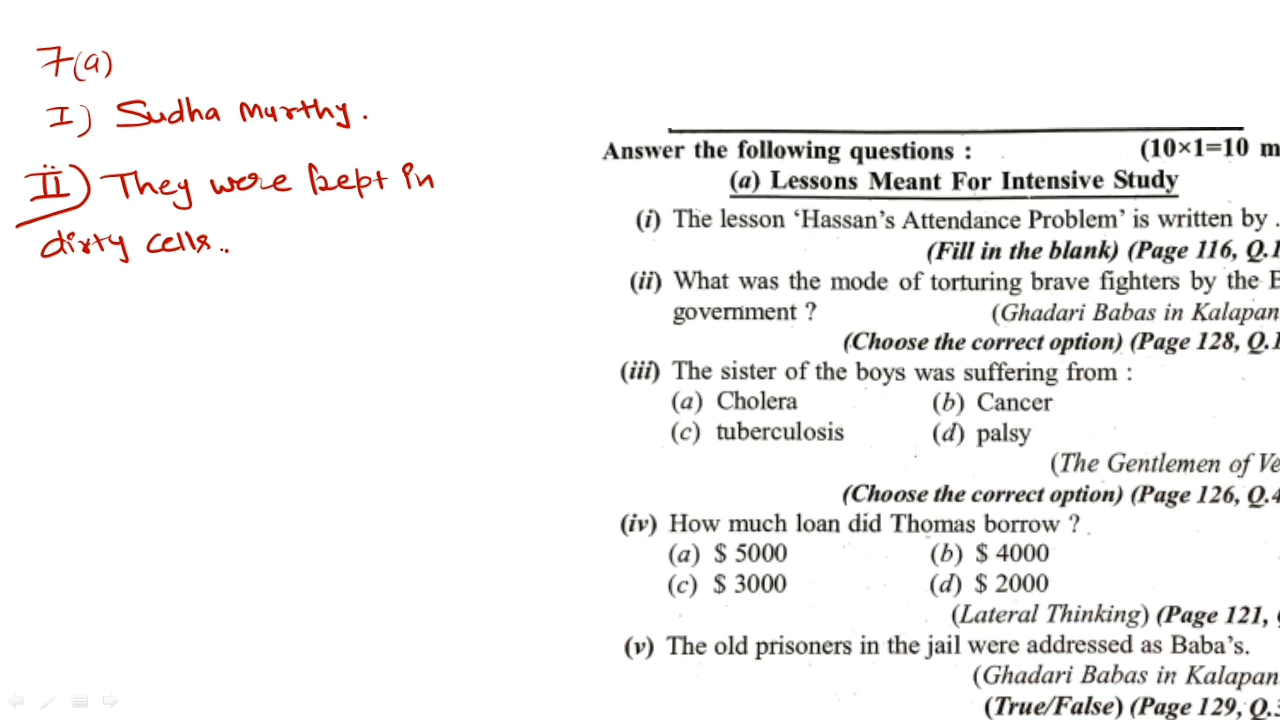 7(a)
I) Sudha Murthy.
II) They were kept in
dirty cells..
Answer the following questions : (10×1=10 m
(a) Lessons Meant For Intensive Study
(i) The lesson ‘Hassan’s Attendance Problem’ is written by .
(Fill in the blank) (Page 116, Q.1
(ii) What was the mode of torturing brave fighters by the B
government ? (Ghadari Babas in Kalapan
(Choose the correct option) (Page 128, Q.1
(iii) The sister of the boys was suffering from :
(a) Cholera (b) Cancer
(c) tuberculosis (d) palsy
(The Gentlemen of Ve
(Choose the correct option) (Page 126, Q.4
(iv) How much loan did Thomas borrow ?
(a) $ 5000 (b) $ 4000
(c) $ 3000 (d) $ 2000
(Lateral Thinking) (Page 121,
(v) The old prisoners in the jail were addressed as Baba’s.
(Ghadari Babas in Kalapan
(True/False) (Page 129, Q.3